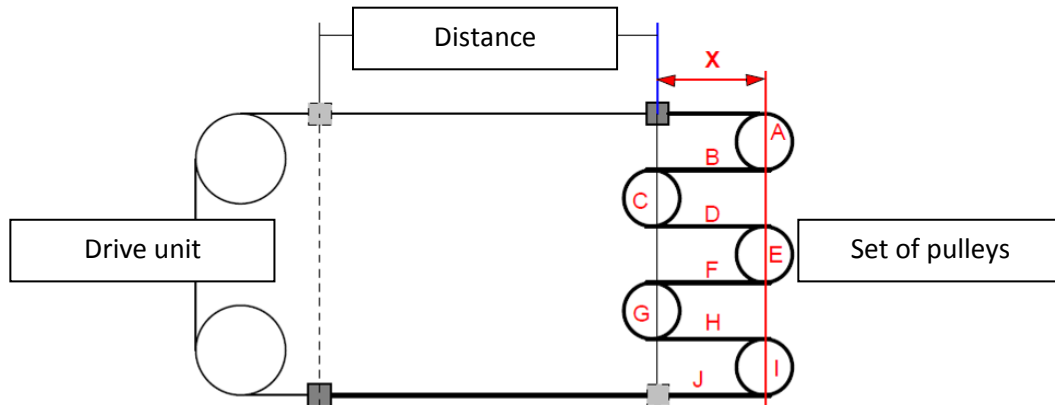 Distance
X
A
B
C
D
Drive unit
E
Set of pulleys
F
G
H
I
J